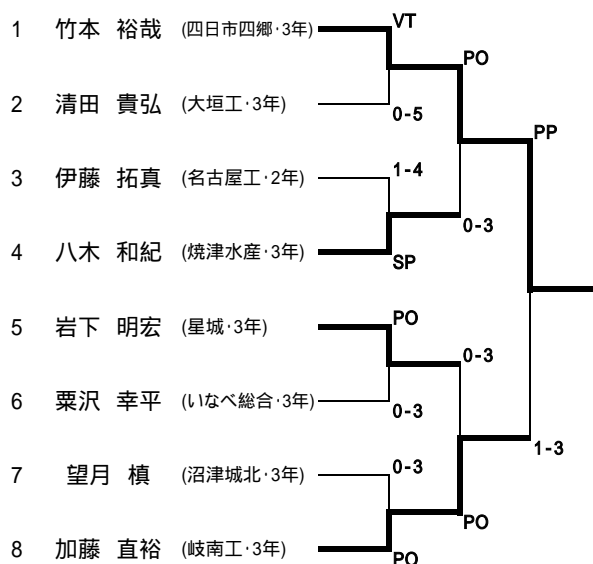 1 竹本 裕哉 (四日市四郷・3年) VT
PO
2 清田 貴弘 (大垣工・3年) 0-5
PP
3 伊藤 拓真 (名古屋工・2年) 1-4
0-3
4 八木 和紀 (焼津水産・3年) SP
5 岩下 明宏 (星城・3年) PO
0-3
6 粟沢 幸平 (いなべ総合・3年) 0-3
1-3
7 望月 槙 (沼津城北・3年) 0-3
PO
8 加藤 直裕 (岐南工・3年) PO